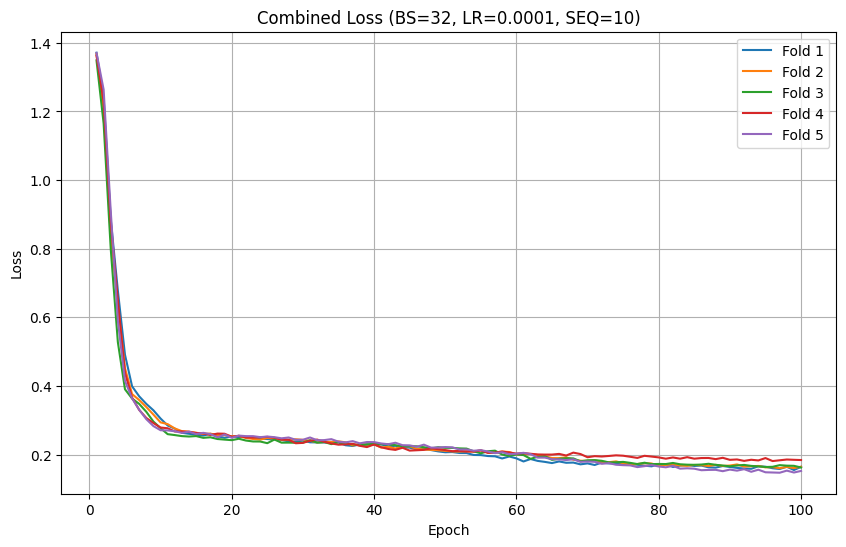 Combined Loss (BS=32, LR=0.0001, SEQ=10)
Fold 1
Fold 2
Fold 3
Fold 4
Fold 5
Loss
1.4
1.2
1.0
0.8
0.6
0.4
0.2
0 20 40 60 80 100
Epoch